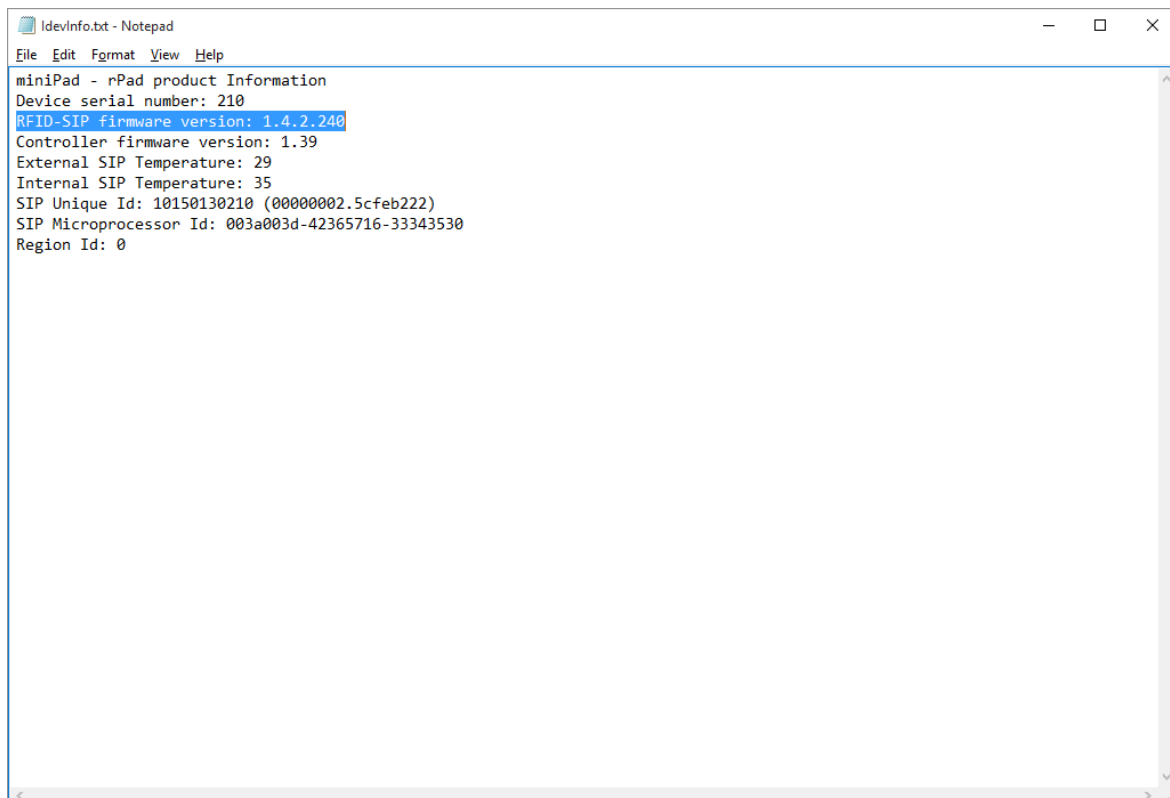 IdevInfo.txt - Notepad
File Edit Format View Help
miniPad - rPad product Information
Device serial number: 210
RFID-SIP firmware version: 1.4.2.240
Controller firmware version: 1.39
External SIP Temperature: 29
Internal SIP Temperature: 35
SIP Unique Id: 10150130210 (00000002.5cfeb222)
SIP Microprocessor Id: 003a003d-42365716-33343530
Region Id: 0